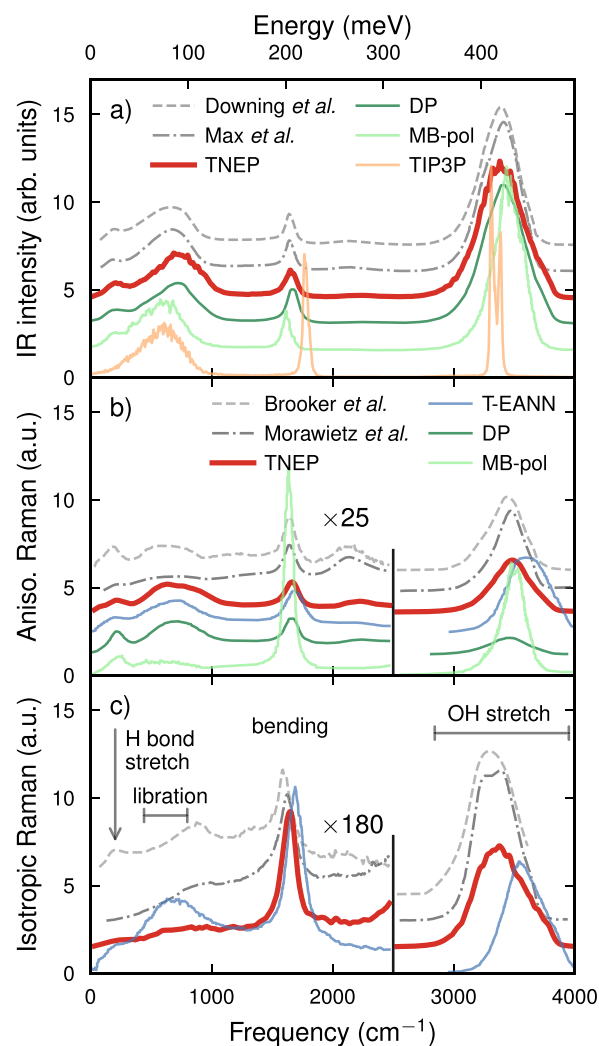 Energy (meV)
0 100 200 300 400
a)
Downing et al.
Max et al.
TNEP
DP
MB-pol
TIP3P
IR intensity (arb. units)
15
10
5
0
b)
Brooker et al.
Morawietz et al.
TNEP
T-EANN
DP
MB-pol
×25
Aniso. Raman (a.u.)
15
10
5
0
c)
H bond
stretch
libration
bending
OH stretch
×180
Isotropic Raman (a.u.)
15
10
5
0
0 1000 2000 3000 4000
Frequency (cm⁻¹)